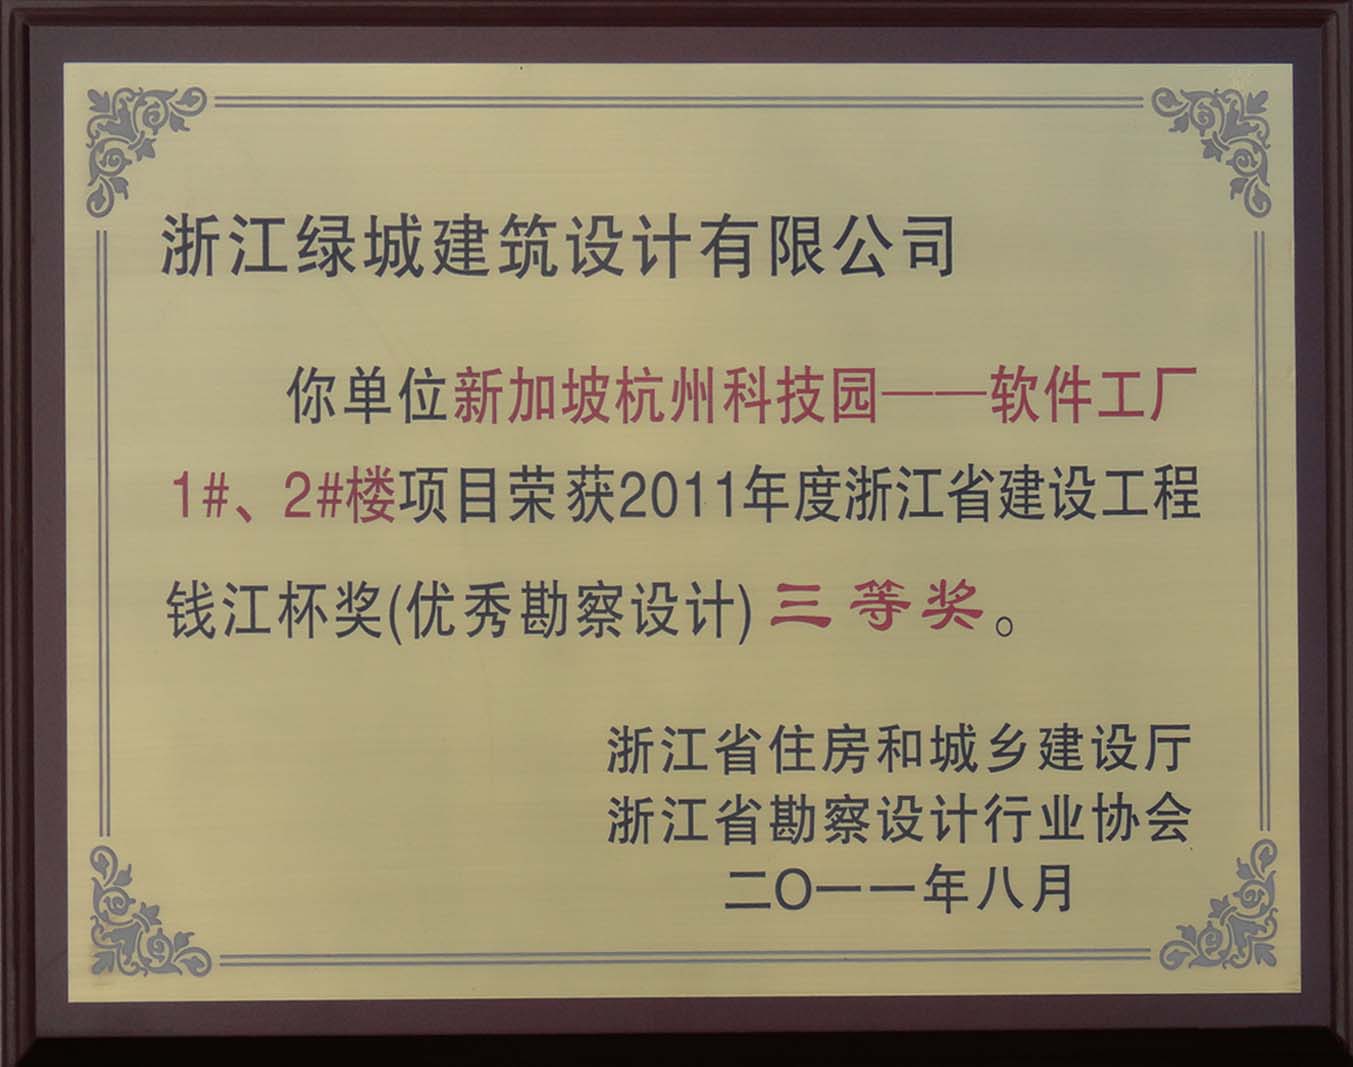 浙江绿城建筑设计有限公司
你单位新加坡杭州科技园——软件工厂
1#、2#楼项目荣获2011年度浙江省建设工程
钱江杯奖(优秀勘察设计)三等奖。
浙江省住房和城乡建设厅
浙江省勘察设计行业协会
二〇一一年八月